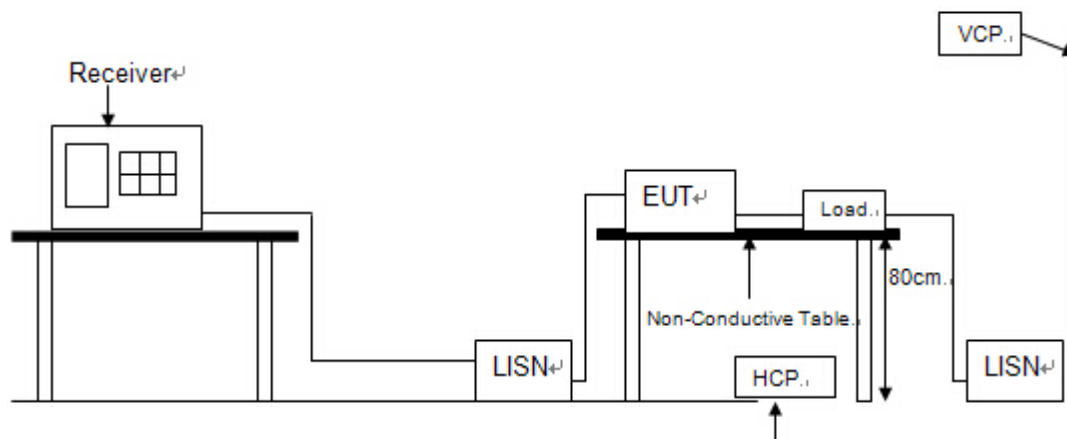 VCP.
Receiver
EUT
Load.
80cm.
Non-Conductive Table.
LISN
HCP.
LISN